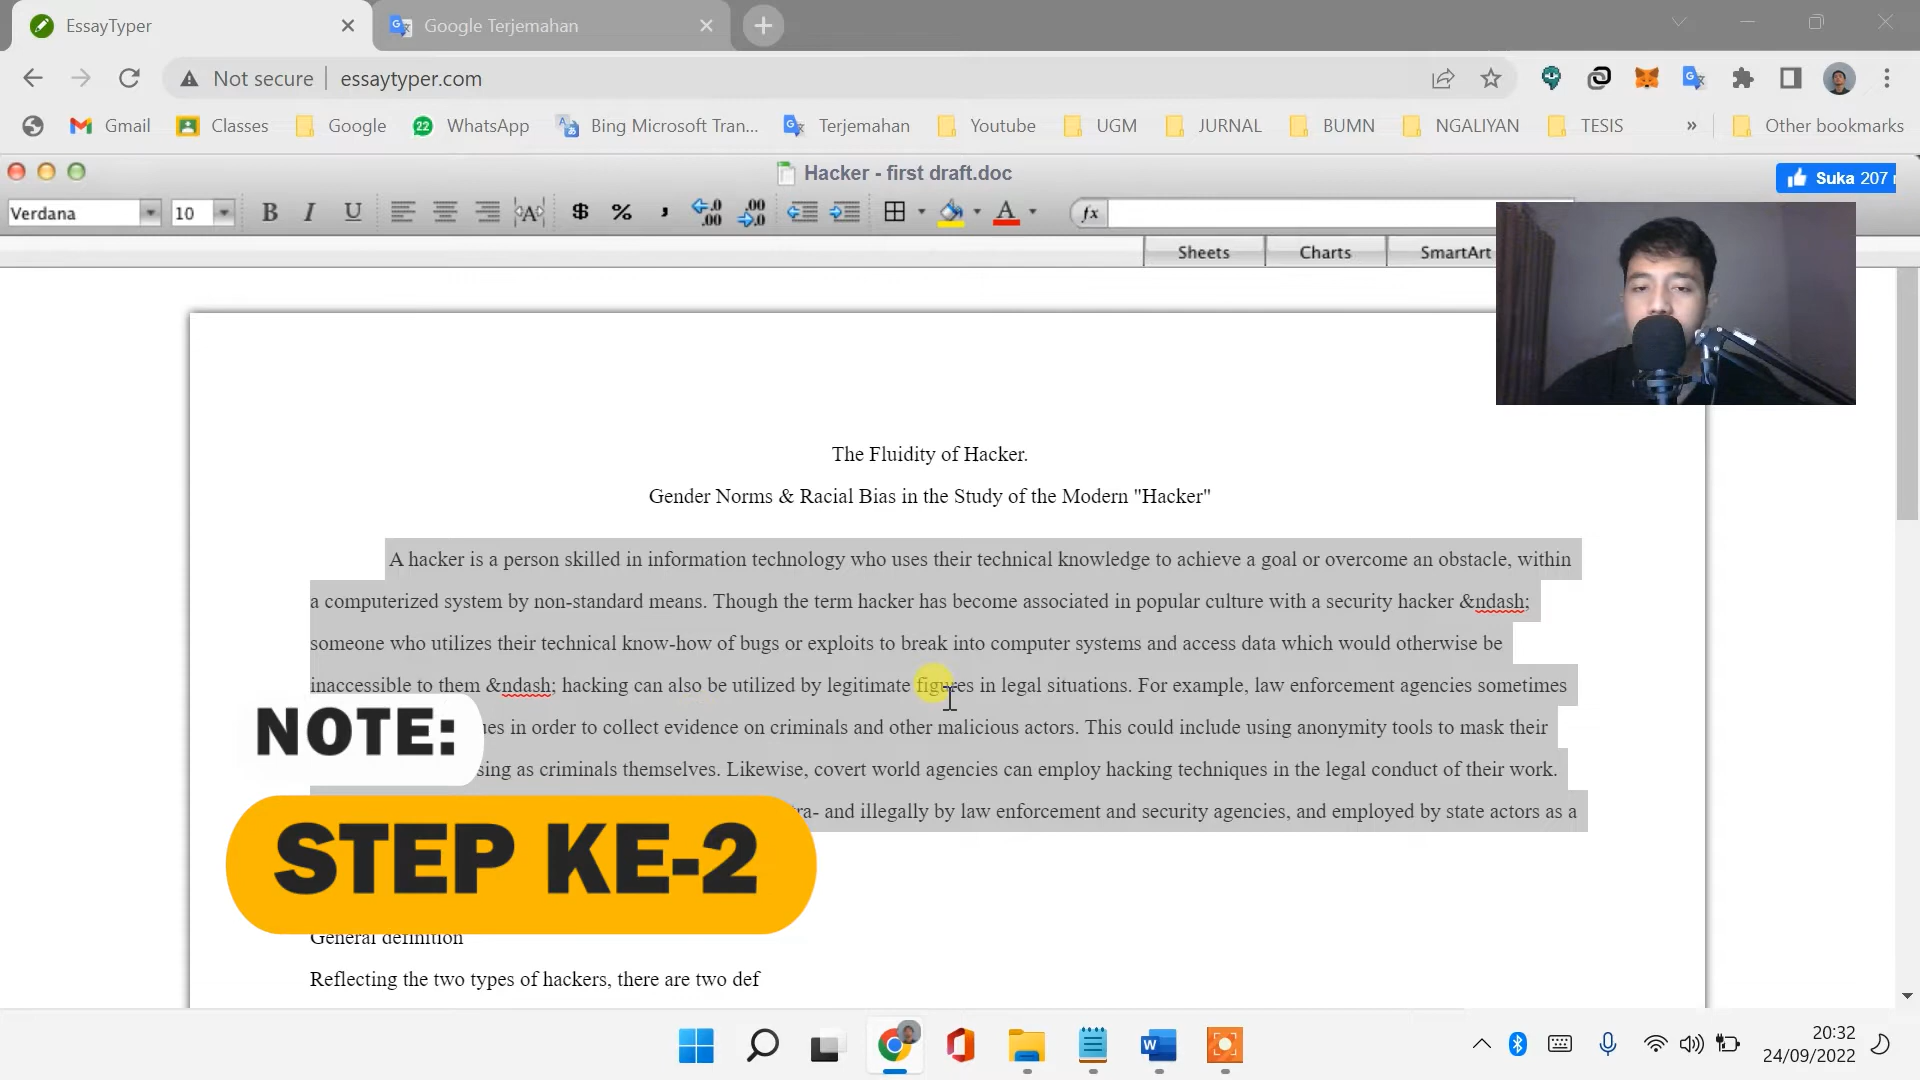 EssayTyper
Google Terjemahan
Not secure
essaytyper.com
Gmail
Classes
Google
22
WhatsApp
Bing Microsoft Tran...
Terjemahan
Youtube
UGM
JURNAL
BUMN
NGALIYAN
TESIS
»
Other bookmarks
Hacker - first draft.doc
Suka 207
Verdana
10
B I U
A
$ % ,
.0 .00
.00 .0
A
fx
Sheets
Charts
SmartArt
The Fluidity of Hacker.
Gender Norms & Racial Bias in the Study of the Modern "Hacker"
A hacker is a person skilled in information technology who uses their technical knowledge to achieve a goal or overcome an obstacle, within
a computerized system by non-standard means. Though the term hacker has become associated in popular culture with a security hacker &ndash;
someone who utilizes their technical know-how of bugs or exploits to break into computer systems and access data which would otherwise be
inaccessible to them &ndash; hacking can also be utilized by legitimate figures in legal situations. For example, law enforcement agencies sometimes
in order to collect evidence on criminals and other malicious actors. This could include using anonymity tools to mask their
as criminals themselves. Likewise, covert world agencies can employ hacking techniques in the legal conduct of their work.
and illegally by law enforcement and security agencies, and employed by state actors as a
NOTE:
STEP KE-2
General definition
Reflecting the two types of hackers, there are two def
W
20:32
24/09/2022